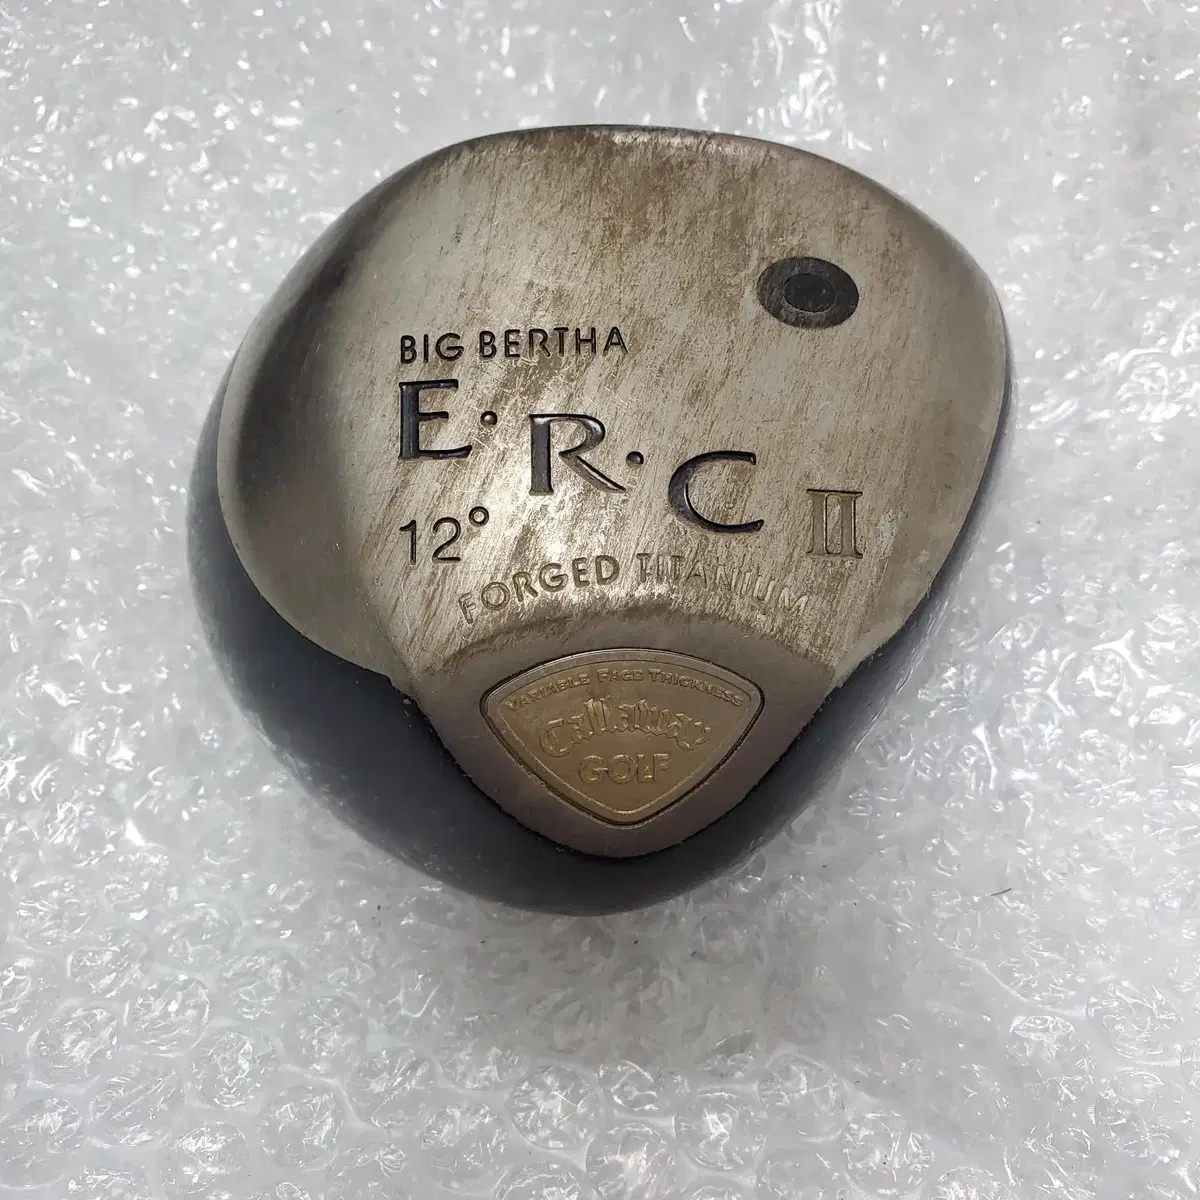 BIG BERTHA
E·R·C II
12°
FORGED TITANIUM
VARIABLE FACE THICKNESS
Callaway
GOLF